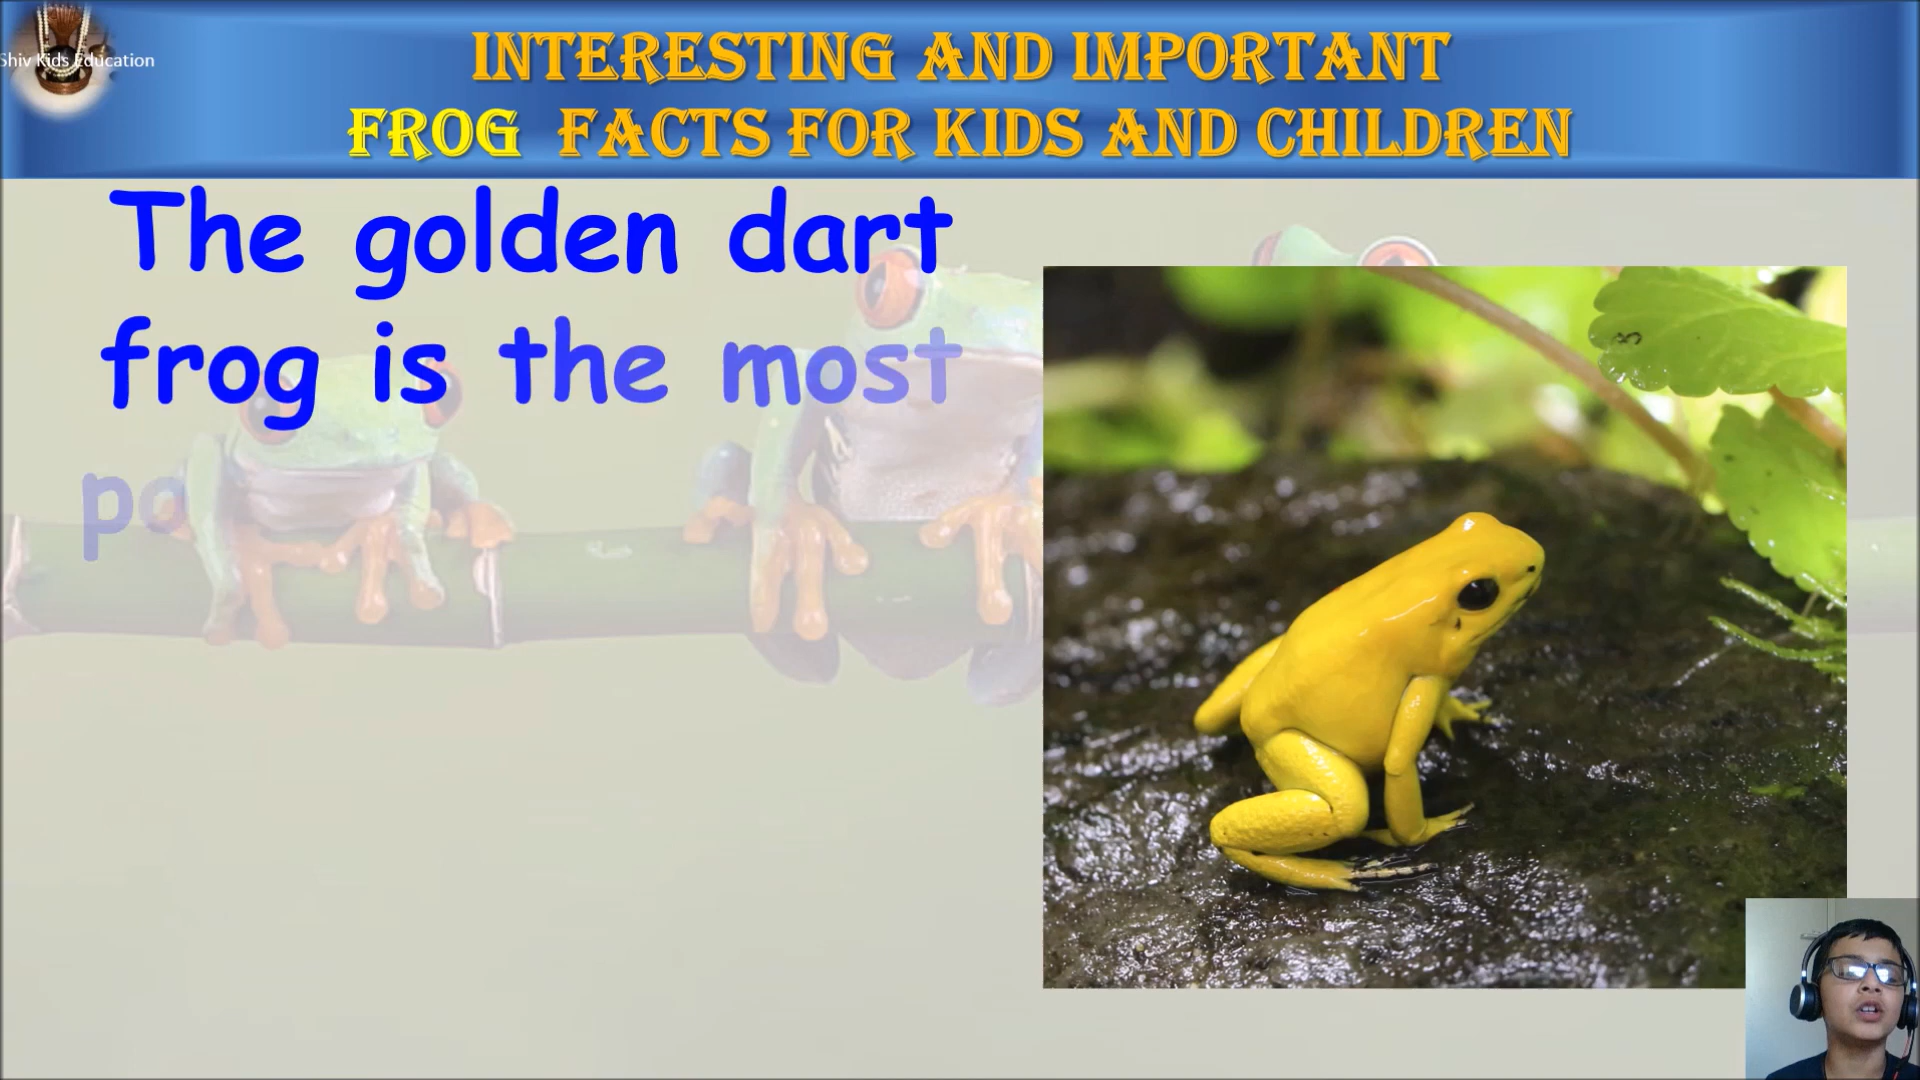 Shiv Kids Education
INTERESTING AND IMPORTANT
FROG FACTS FOR KIDS AND CHILDREN
The golden dart
frog is the most